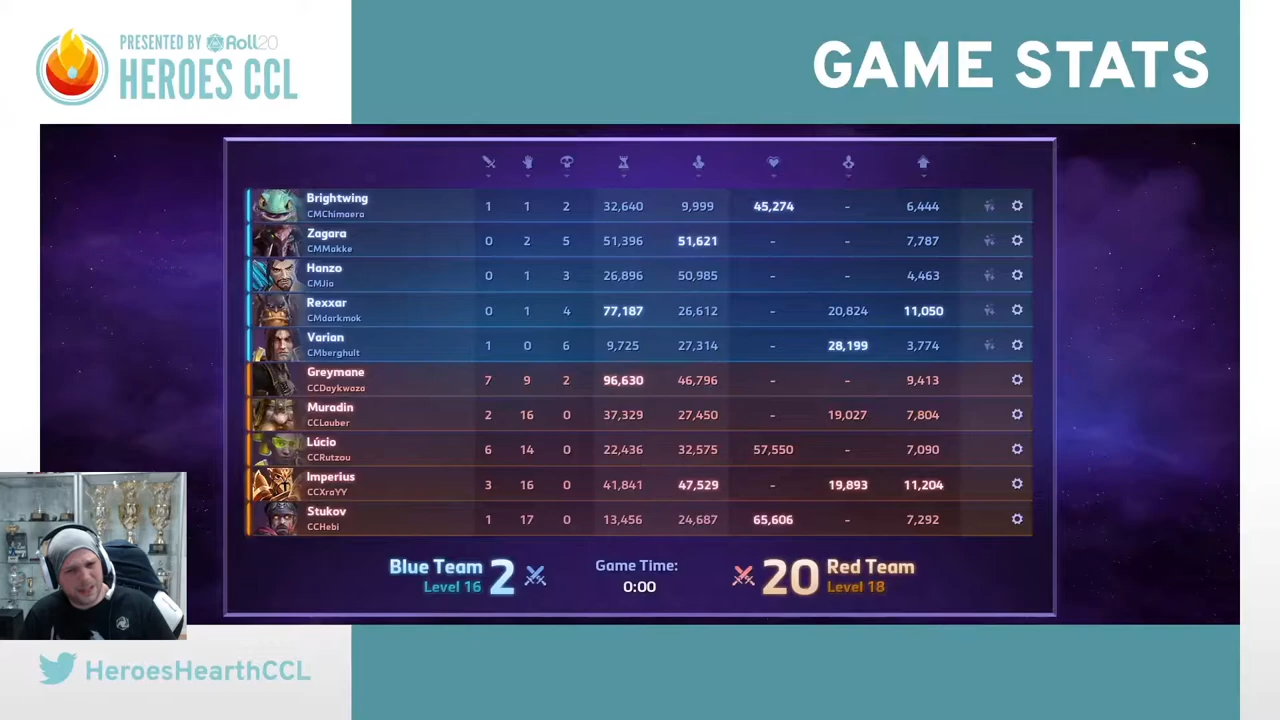 PRESENTED BY Roll20
HEROES CCL
GAME STATS
Brightwing
CMChimaera
1 1 2 32,640 9,999 45,274 - 6,444
Zagara
CMMakke
0 2 5 51,396 51,621 - - 7,787
Hanzo
CMJio
0 1 3 26,896 50,985 - - 4,463
Rexxar
CMdarkmok
0 1 4 77,187 26,612 - 20,824 11,050
Varian
CMberghult
1 0 6 9,725 27,314 - 28,199 3,774
Greymane
CCDaykwaza
7 9 2 96,630 46,796 - - 9,413
Muradin
CCLauber
2 16 0 37,329 27,450 - 19,027 7,804
Lúcio
CCRutzou
6 14 0 22,436 32,575 57,550 - 7,090
Imperius
CCXraYY
3 16 0 41,841 47,529 - 19,893 11,204
Stukov
CCHebi
1 17 0 13,456 24,687 65,606 - 7,292
Blue Team 2
Level 16
Game Time:
0:00
20 Red Team
Level 18
HeroesHearthCCL